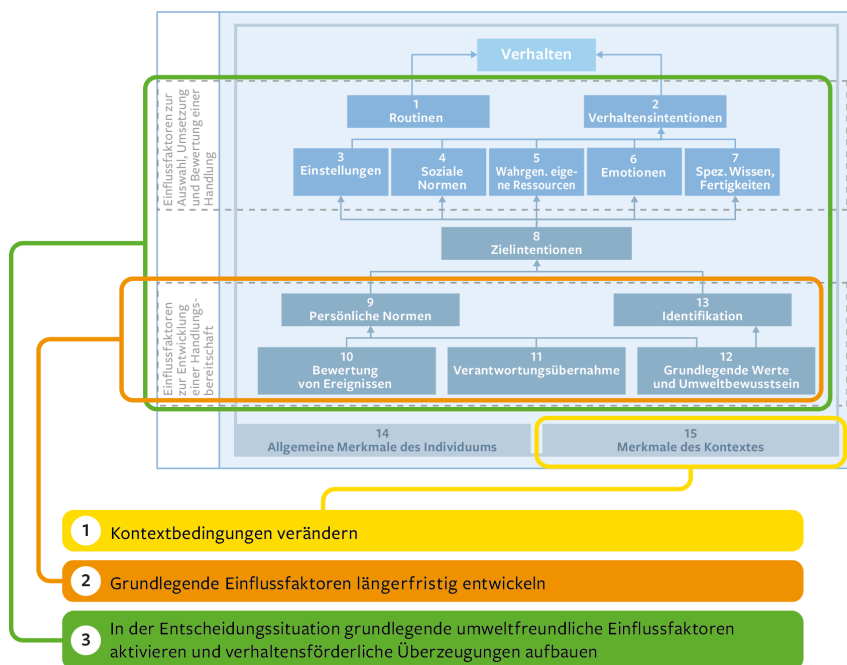 Verhalten
Einflussfaktoren zur
Auswahl, Umsetzung
und Bewertung einer
Handlung
1
Routinen
2
Verhaltensintentionen
3
Einstellungen
4
Soziale
Normen
5
Wahrgen. eige-
ne Ressourcen
6
Emotionen
7
Spez. Wissen,
Fertigkeiten
8
Zielintentionen
Einflussfaktoren
zur Entwicklung
einer Handlungs-
bereitschaft
9
Persönliche Normen
13
Identifikation
10
Bewertung
von Ereignissen
11
Verantwortungsübernahme
12
Grundlegende Werte
und Umweltbewusstsein
14
Allgemeine Merkmale des Individuums
15
Merkmale des Kontextes
1 Kontextbedingungen verändern
2 Grundlegende Einflussfaktoren längerfristig entwickeln
3 In der Entscheidungssituation grundlegende umweltfreundliche Einflussfaktoren
aktivieren und verhaltensförderliche Überzeugungen aufbauen